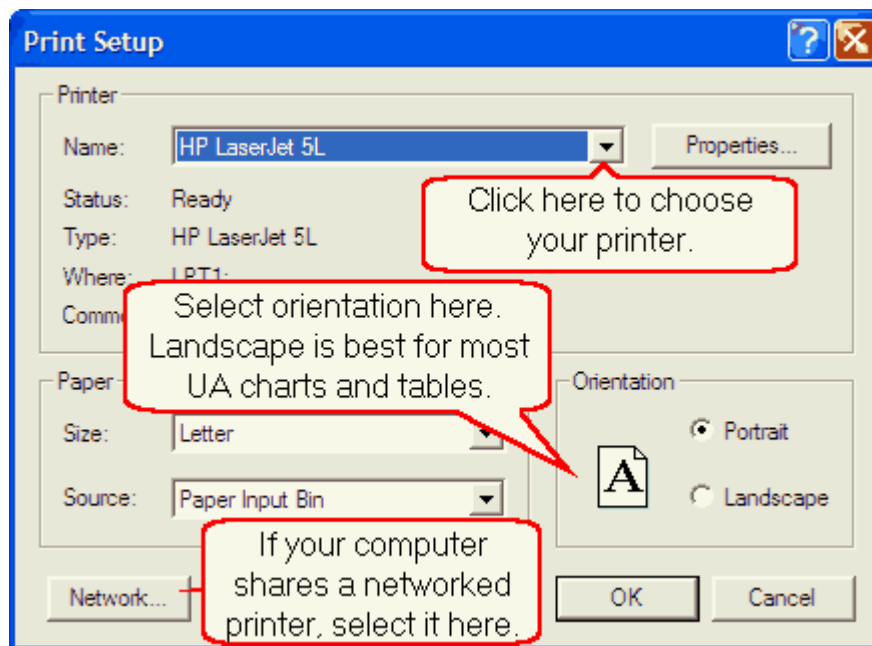 Print Setup
Printer
Name: HP LaserJet 5L Properties...
Status: Ready
Click here to choose
your printer.
Type: HP LaserJet 5L
Where: LPT1:
Select orientation here.
Landscape is best for most
UA charts and tables.
Paper
Size: Letter
Source: Paper Input Bin
Orientation
A
Portrait
Landscape
If your computer
shares a networked
printer, select it here.
Network... OK Cancel